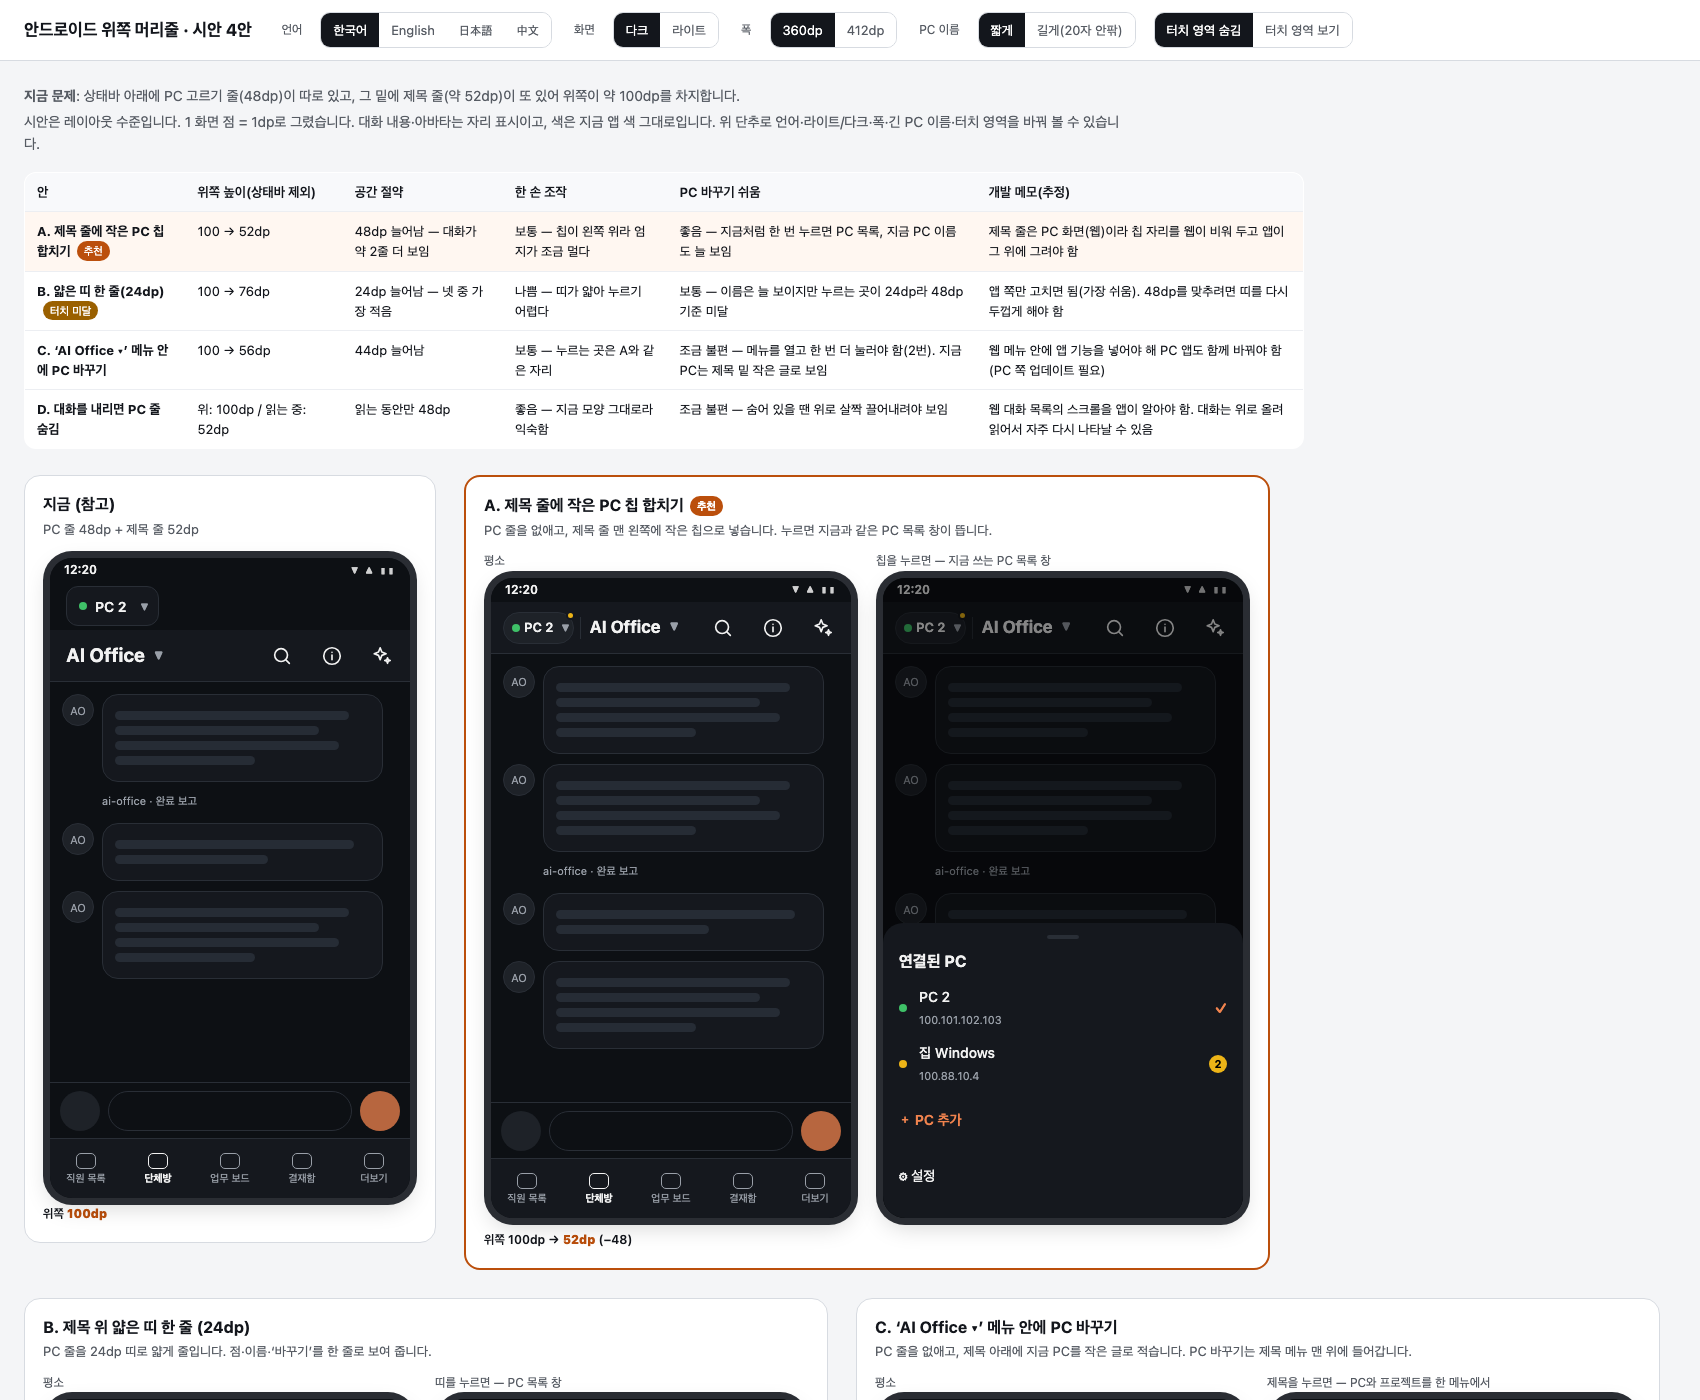 안드로이드 위쪽 머리줄 · 시안 4안
언어 한국어 English 日本語 中文 화면 다크 라이트 폭 360dp 412dp PC 이름 짧게 길게(20자 안팎) 터치 영역 숨김 터치 영역 보기
지금 문제: 상태바 아래에 PC 고르기 줄(48dp)이 따로 있고, 그 밑에 제목 줄(약 52dp)이 또 있어 위쪽이 약 100dp를 차지합니다.
시안은 레이아웃 수준입니다. 1 화면 점 = 1dp로 그렸습니다. 대화 내용·아바타는 자리 표시이고, 색은 지금 앱 색 그대로입니다. 위 단추로 언어·라이트/다크·폭·긴 PC 이름·터치 영역을 바꿔 볼 수 있습니
다.
안 위쪽 높이(상태바 제외) 공간 절약 한 손 조작 PC 바꾸기 쉬움 개발 메모(추정)
A. 제목 줄에 작은 PC 칩 100 → 52dp 48dp 늘어남 — 대화가 보통 — 칩이 왼쪽 위라 엄 좋음 — 지금처럼 한 번 누르면 PC 목록, 지금 PC 이름 제목 줄은 PC 화면(웹)이라 칩 자리를 웹이 비워 두고 앱이
합치기 추천 약 2줄 더 보임 지가 조금 멀다 도 늘 보임 그 위에 그려야 함
B. 얇은 띠 한 줄(24dp) 100 → 76dp 24dp 늘어남 — 넷 중 가 나쁨 — 띠가 얇아 누르기 보통 — 이름은 늘 보이지만 누르는 곳이 24dp라 48dp 앱 쪽만 고치면 됨(가장 쉬움). 48dp를 맞추려면 띠를 다시
터치 미달 장 적음 어렵다 기준 미달 두껍게 해야 함
C. ‘AI Office ▾’ 메뉴 안 100 → 56dp 44dp 늘어남 보통 — 누르는 곳은 A와 같 조금 불편 — 메뉴를 열고 한 번 더 눌러야 함(2번). 지금 웹 메뉴 안에 앱 기능을 넣어야 해 PC 앱도 함께 바꿔야 함
에 PC 바꾸기 은 자리 PC는 제목 밑 작은 글로 보임 (PC 쪽 업데이트 필요)
D. 대화를 내리면 PC 줄 위: 100dp / 읽는 중: 읽는 동안만 48dp 좋음 — 지금 모양 그대로라 조금 불편 — 숨어 있을 땐 위로 살짝 끌어내려야 보임 웹 대화 목록의 스크롤을 앱이 알아야 함. 대화는 위로 올려
숨김 52dp 익숙함 읽어서 자주 다시 나타날 수 있음
지금 (참고)
PC 줄 48dp + 제목 줄 52dp
12:20
PC 2 ▾
AI Office ▾
AO
ai-office · 완료 보고
AO
AO
직원 목록 단체방 업무 보드 결재함 더보기
위쪽 100dp
A. 제목 줄에 작은 PC 칩 합치기 추천
PC 줄을 없애고, 제목 줄 맨 왼쪽에 작은 칩으로 넣습니다. 누르면 지금과 같은 PC 목록 창이 뜹니다.
평소
12:20
PC 2 ▾ AI Office ▾
AO
AO
ai-office · 완료 보고
AO
AO
직원 목록 단체방 업무 보드 결재함 더보기
위쪽 100dp → 52dp (−48)
칩을 누르면 — 지금 쓰는 PC 목록 창
12:20
PC 2 ▾ AI Office ▾
AO
AO
ai-office · 완료 보고
AO
연결된 PC
PC 2
100.101.102.103
집 Windows
100.88.10.4
2
+ PC 추가
⚙ 설정
B. 제목 위 얇은 띠 한 줄 (24dp)
PC 줄을 24dp 띠로 얇게 줄입니다. 점·이름·‘바꾸기’를 한 줄로 보여 줍니다.
평소 띠를 누르면 — PC 목록 창
C. ‘AI Office ▾’ 메뉴 안에 PC 바꾸기
PC 줄을 없애고, 제목 아래에 지금 PC를 작은 글로 적습니다. PC 바꾸기는 제목 메뉴 맨 위에 들어갑니다.
평소 제목을 누르면 — PC와 프로젝트를 한 메뉴에서